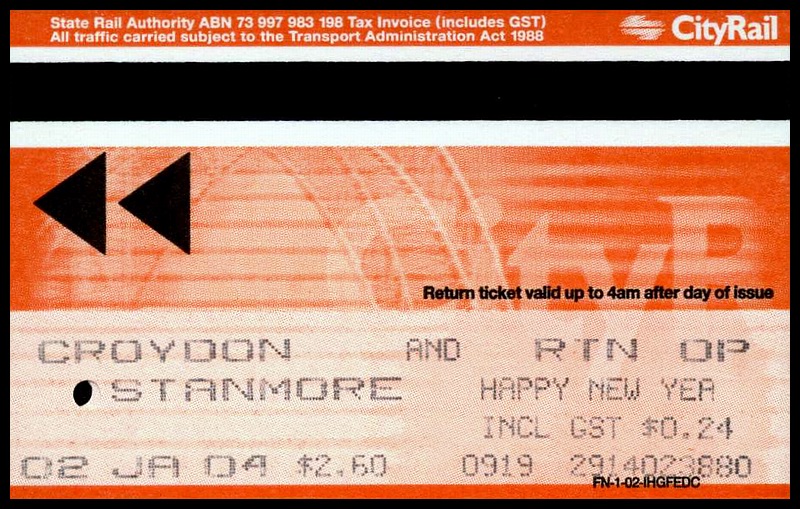 State Rail Authority ABN 73 997 983 198 Tax Invoice (includes GST)
All traffic carried subject to the Transport Administration Act 1988
CityRail
CityR
Return ticket valid up to 4am after day of issue
CROYDON AND RTN OP
STANMORE HAPPY NEW YEA
INCL GST $0.24
02 JA 04 $2.60 0919 2914023880
FN-1-02-IHGFEDC